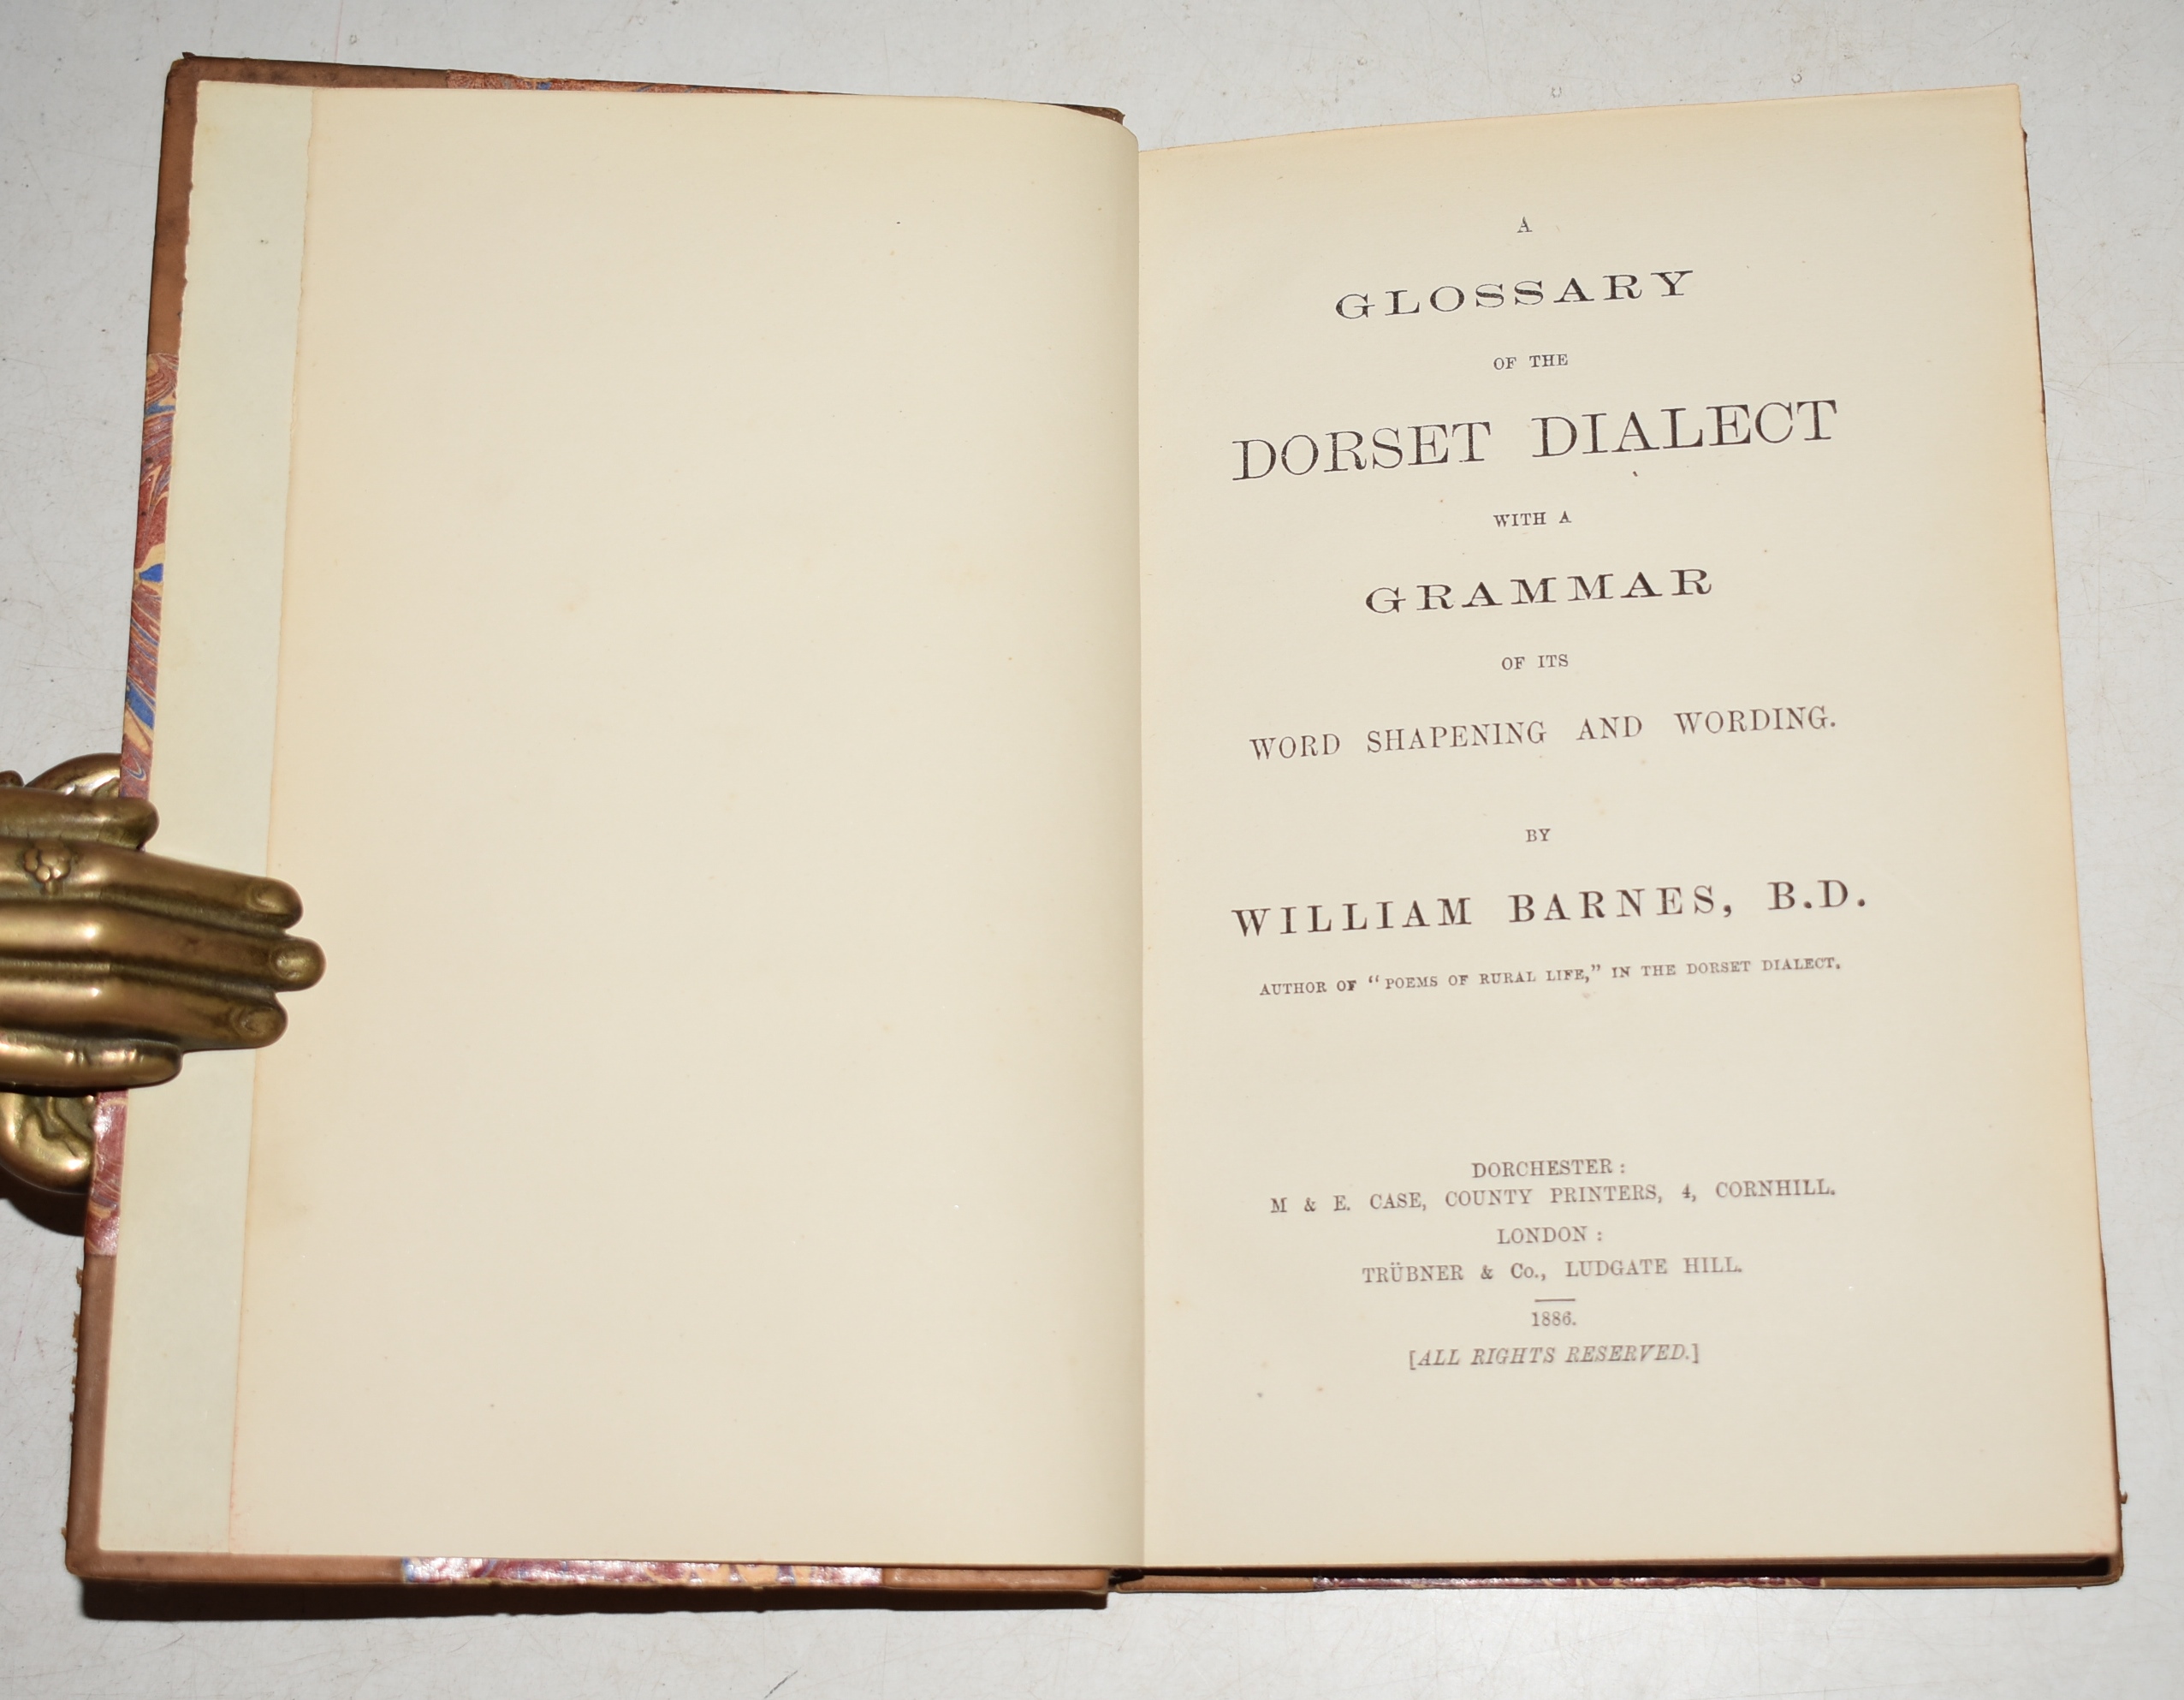 A
GLOSSARY
OF THE
DORSET DIALECT
WITH A
GRAMMAR
OF ITS
WORD SHAPENING AND WORDING.
BY
WILLIAM BARNES, B.D.
AUTHOR OF “POEMS OF RURAL LIFE,” IN THE DORSET DIALECT.
DORCHESTER:
M & E. CASE, COUNTY PRINTERS, 4, CORNHILL.
LONDON:
TRÜBNER & Co., LUDGATE HILL.
1886.
[ALL RIGHTS RESERVED.]